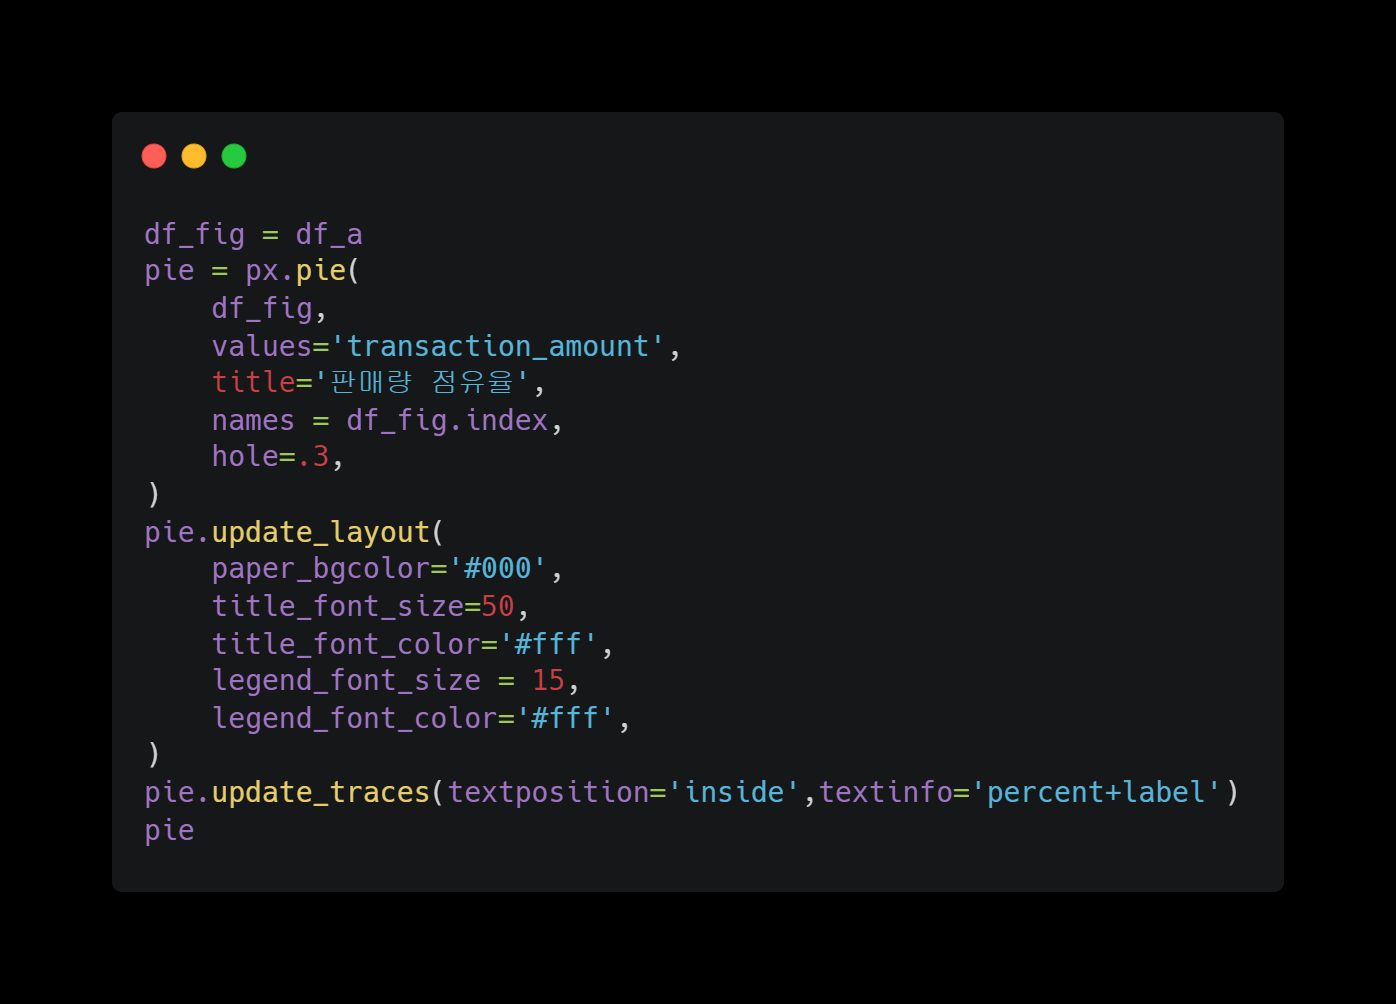 df_fig = df_a
pie = px.pie(
    df_fig,
    values='transaction_amount',
    title='판매량 점유율',
    names = df_fig.index,
    hole=.3,
)
pie.update_layout(
    paper_bgcolor='#000',
    title_font_size=50,
    title_font_color='#fff',
    legend_font_size = 15,
    legend_font_color='#fff',
)
pie.update_traces(textposition='inside',textinfo='percent+label')
pie